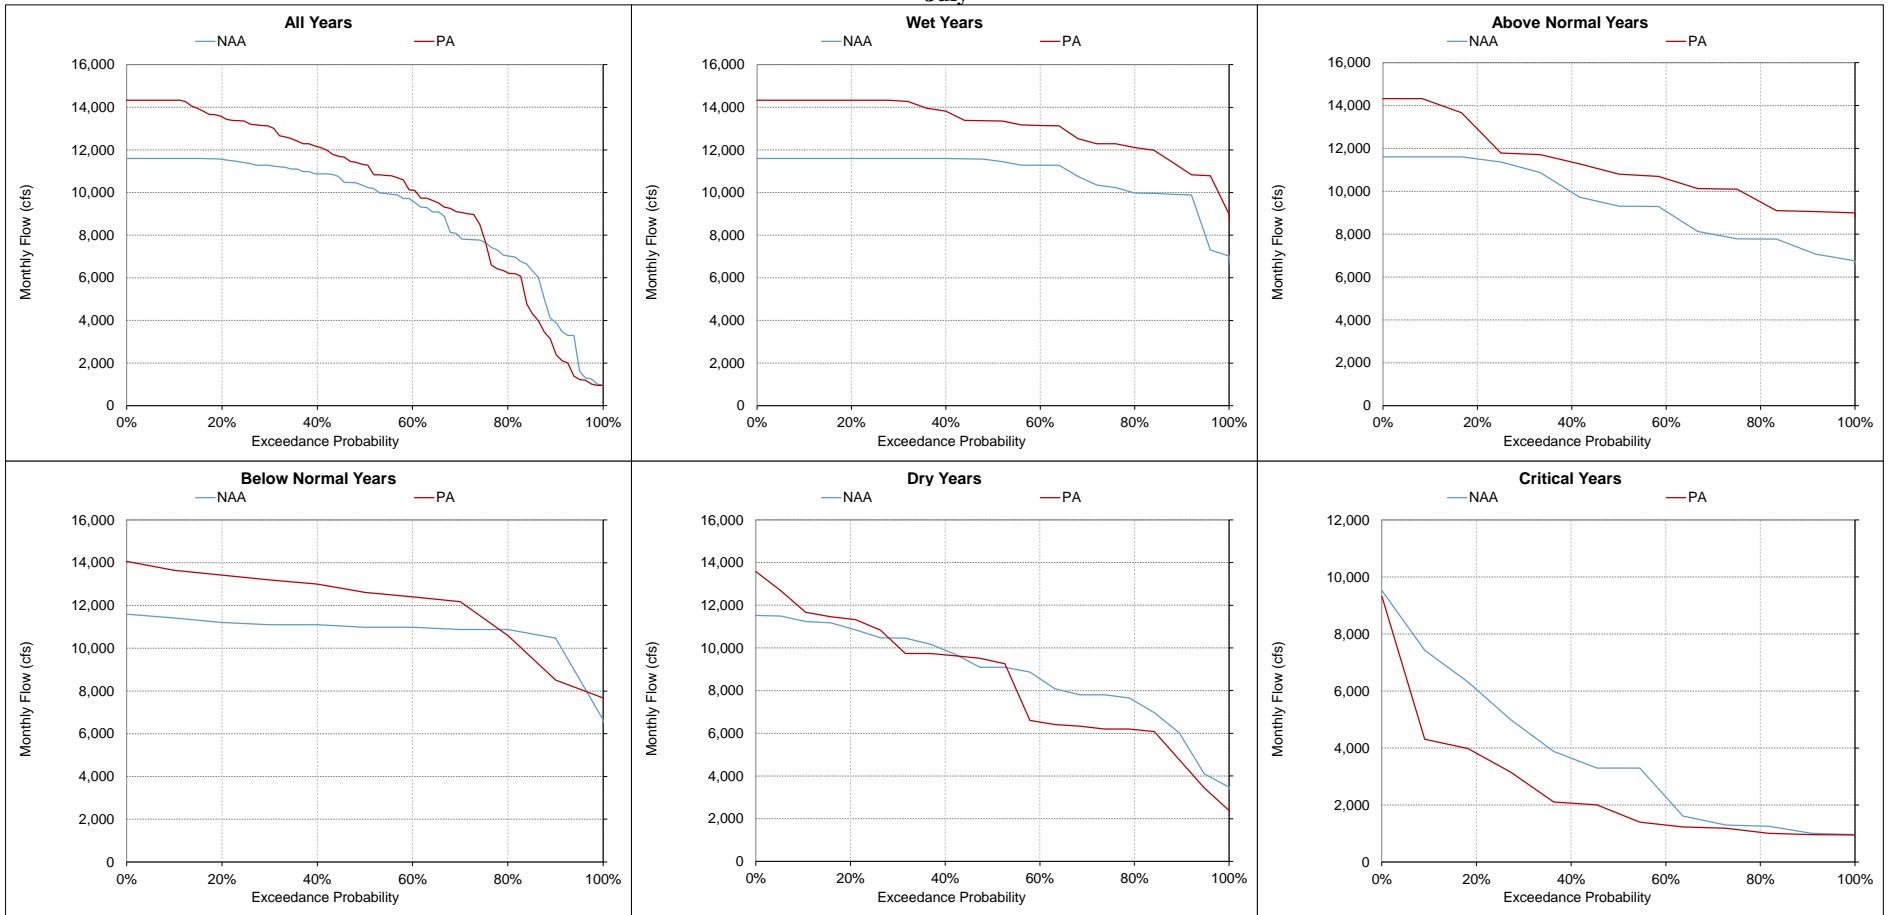 July
All Years
NAA PA
16,000
14,000
12,000
10,000
8,000
6,000
4,000
2,000
0
Monthly Flow (cfs)
0% 20% 40% 60% 80% 100%
Exceedance Probability
Wet Years
NAA PA
16,000
14,000
12,000
10,000
8,000
6,000
4,000
2,000
0
Monthly Flow (cfs)
0% 20% 40% 60% 80% 100%
Exceedance Probability
Above Normal Years
NAA PA
16,000
14,000
12,000
10,000
8,000
6,000
4,000
2,000
0
Monthly Flow (cfs)
0% 20% 40% 60% 80% 100%
Exceedance Probability
Below Normal Years
NAA PA
16,000
14,000
12,000
10,000
8,000
6,000
4,000
2,000
0
Monthly Flow (cfs)
0% 20% 40% 60% 80% 100%
Exceedance Probability
Dry Years
NAA PA
16,000
14,000
12,000
10,000
8,000
6,000
4,000
2,000
0
Monthly Flow (cfs)
0% 20% 40% 60% 80% 100%
Exceedance Probability
Critical Years
NAA PA
12,000
10,000
8,000
6,000
4,000
2,000
0
Monthly Flow (cfs)
0% 20% 40% 60% 80% 100%
Exceedance Probability